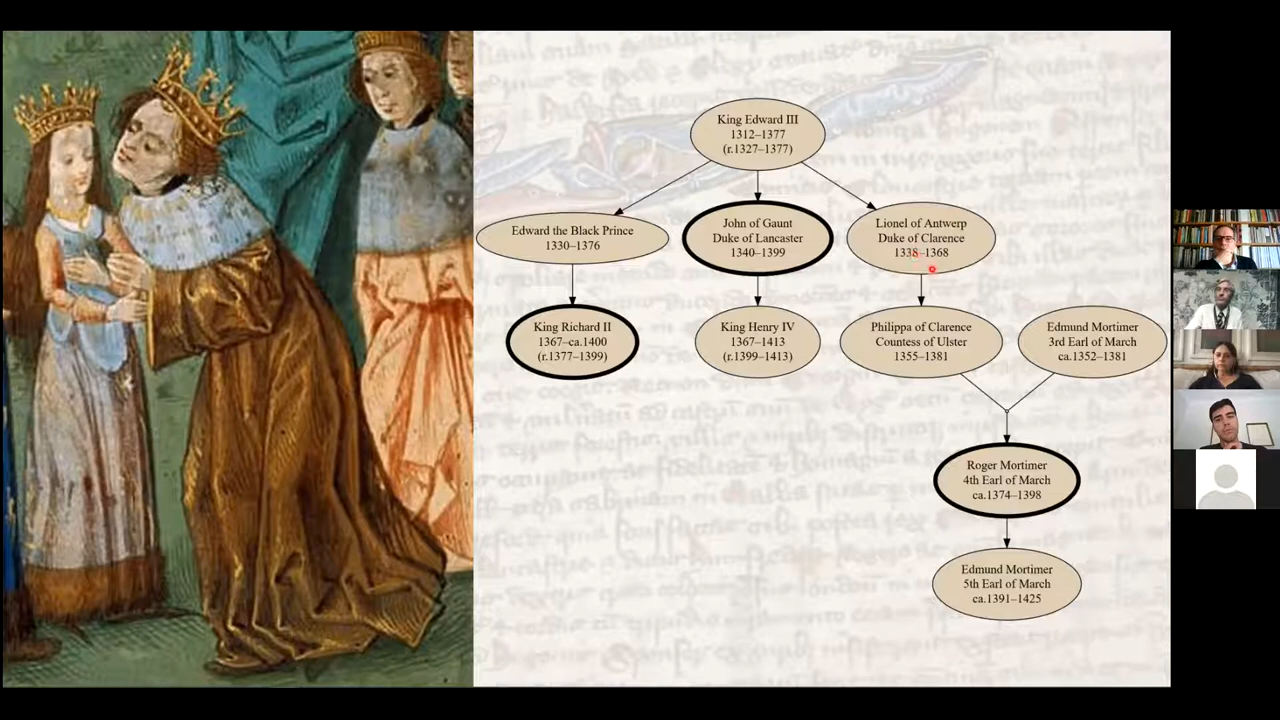 King Edward III
1312–1377
(r.1327–1377)
Edward the Black Prince
1330–1376
John of Gaunt
Duke of Lancaster
1340–1399
Lionel of Antwerp
Duke of Clarence
1338–1368
King Richard II
1367–ca.1400
(r.1377–1399)
King Henry IV
1367–1413
(r.1399–1413)
Philippa of Clarence
Countess of Ulster
1355–1381
Edmund Mortimer
3rd Earl of March
ca.1352–1381
Roger Mortimer
4th Earl of March
ca.1374–1398
Edmund Mortimer
5th Earl of March
ca.1391–1425